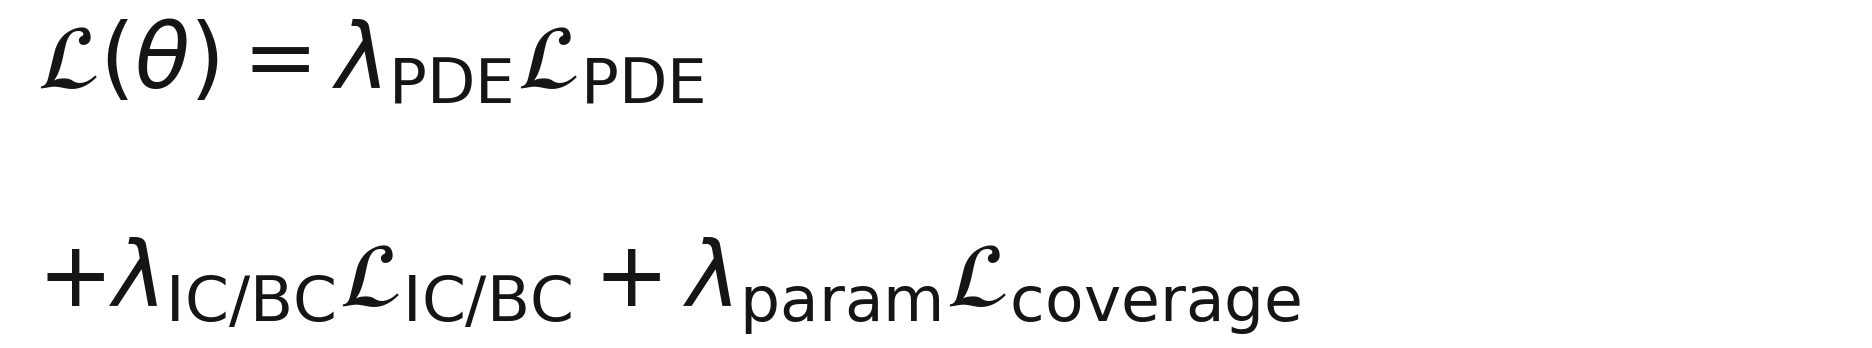 ℒ(θ) = λ_PDE ℒ_PDE
+λ_IC/BC ℒ_IC/BC + λ_param ℒ_coverage